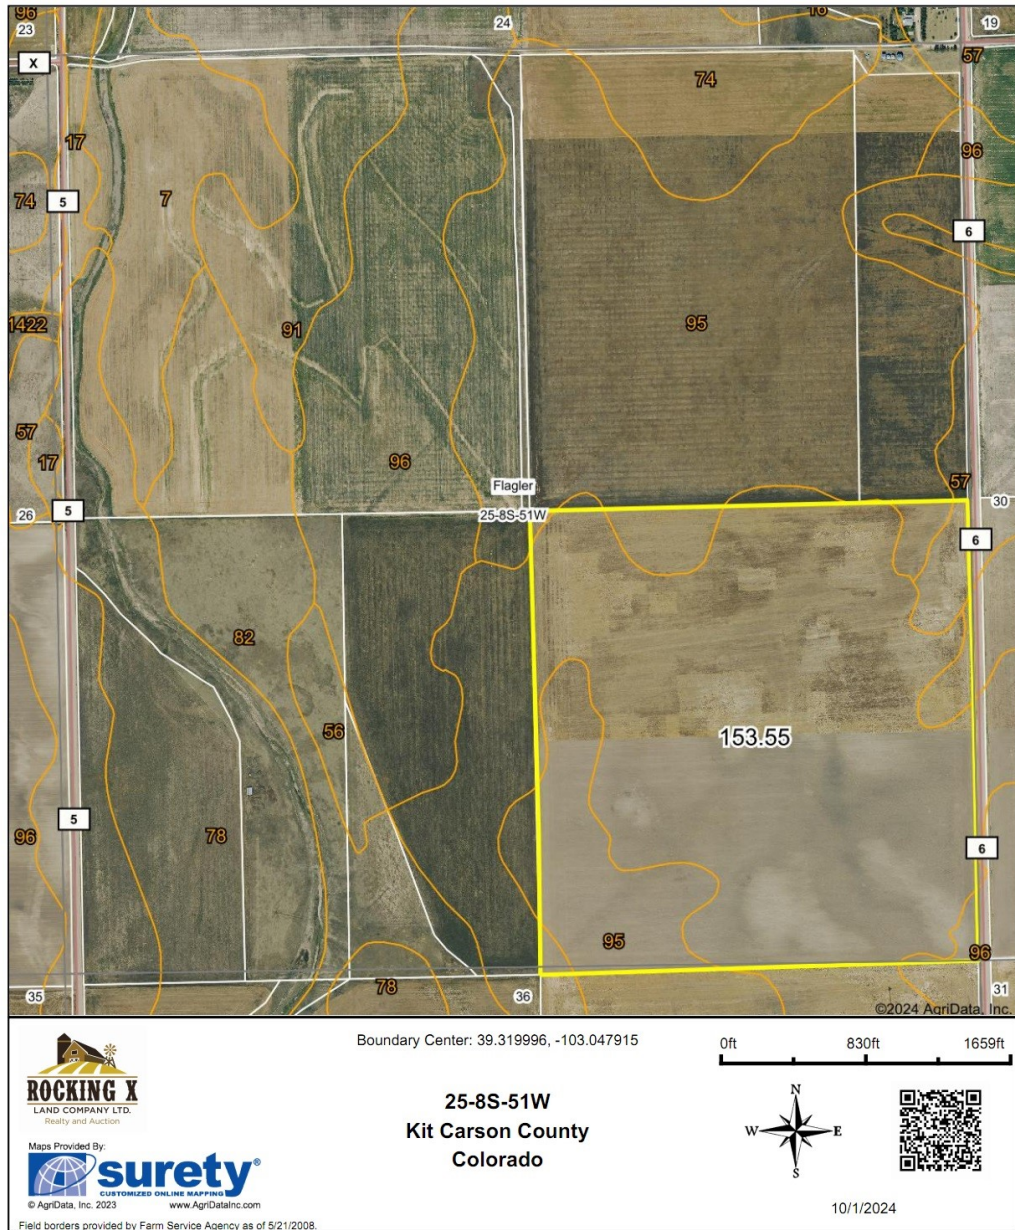 96
23
24
16
19
X
57
74
17
96
74
7
5
6
1422
91
95
57
17
96
57
Flagler
26
5
25-8S-51W
30
6
82
56
153.55
5
96
78
6
95
96
78
35
36
31
©2024 AgriData, Inc.
Boundary Center: 39.319996, -103.047915
0ft 830ft 1659ft
ROCKING X
LAND COMPANY LTD.
Realty and Auction
25-8S-51W
Kit Carson County
Colorado
N
W E
S
Maps Provided By:
surety®
CUSTOMIZED ONLINE MAPPING
© AgriData, Inc. 2023 www.AgriDataInc.com
10/1/2024
Field borders provided by Farm Service Agency as of 5/21/2008.